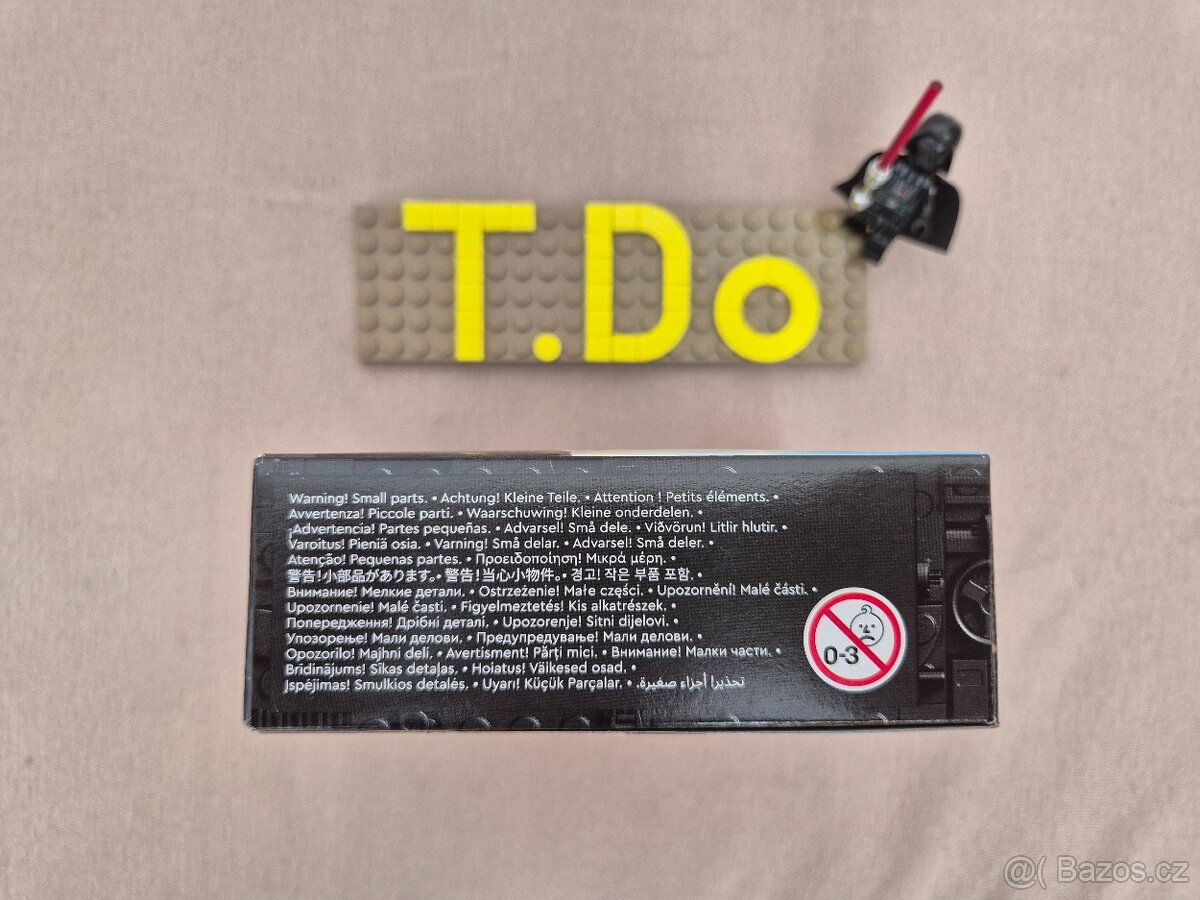 T.Do
Warning! Small parts. • Achtung! Kleine Teile. • Attention ! Petits éléments. •
Avvertenza! Piccole parti. • Waarschuwing! Kleine onderdelen. •
¡Advertencia! Partes pequeñas. • Advarsel! Små dele. • Viðvörun! Litlir hlutir. •
Varoitus! Pieniä osia. • Varning! Små delar. • Advarsel! Små deler. •
Atenção! Pequenas partes. • Προειδοποίηση! Μικρά μέρη. •
警告!小部品があります。• 警告!当心小物件。• 경고! 작은 부품 포함. •
Внимание! Мелкие детали. • Ostrzeżenie! Małe części. • Upozornění! Malé části. •
Upozornenie! Malé časti. • Figyelmeztetés! Kis alkatrészek. •
Попередження! Дрібні деталі. • Upozorenje! Sitni dijelovi. •
Упозорење! Мали делови. • Предупредување! Мали делови. •
Opozorilo! Majhni deli. • Avertisment! Părți mici. • Внимание! Малки части. •
Brīdinājums! Sīkas detaļas. • Hoiatus! Väikesed osad. •
Įspėjimas! Smulkios detalės. • Uyarı! Küçük Parçalar. • تحذير! أجزاء صغيرة.
0-3
@( Bazos.cz